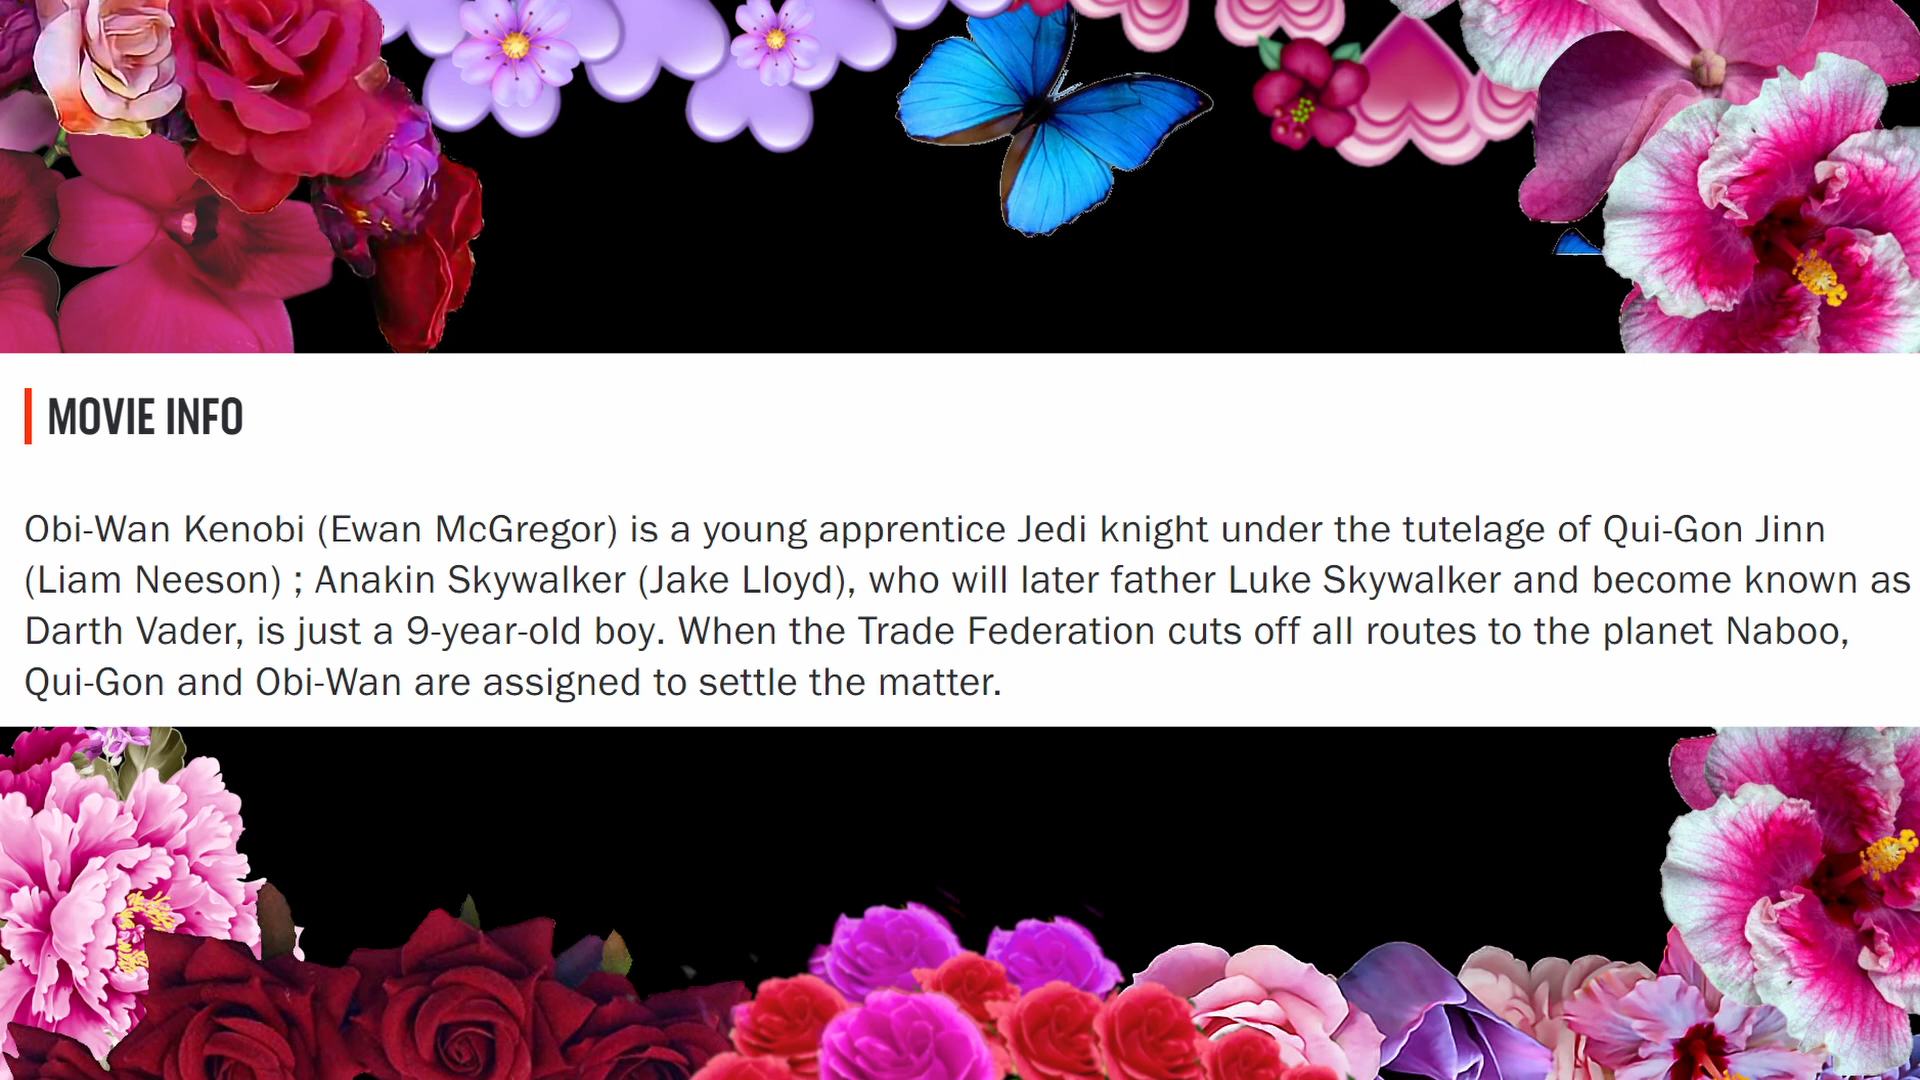 MOVIE INFO
Obi-Wan Kenobi (Ewan McGregor) is a young apprentice Jedi knight under the tutelage of Qui-Gon Jinn
(Liam Neeson) ; Anakin Skywalker (Jake Lloyd), who will later father Luke Skywalker and become known as
Darth Vader, is just a 9-year-old boy. When the Trade Federation cuts off all routes to the planet Naboo,
Qui-Gon and Obi-Wan are assigned to settle the matter.